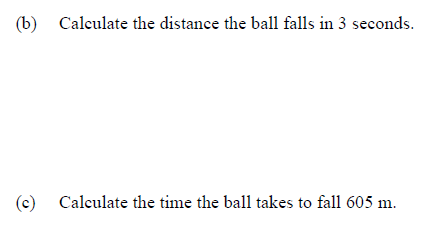 (b) Calculate the distance the ball falls in 3 seconds.
(c) Calculate the time the ball takes to fall 605 m.